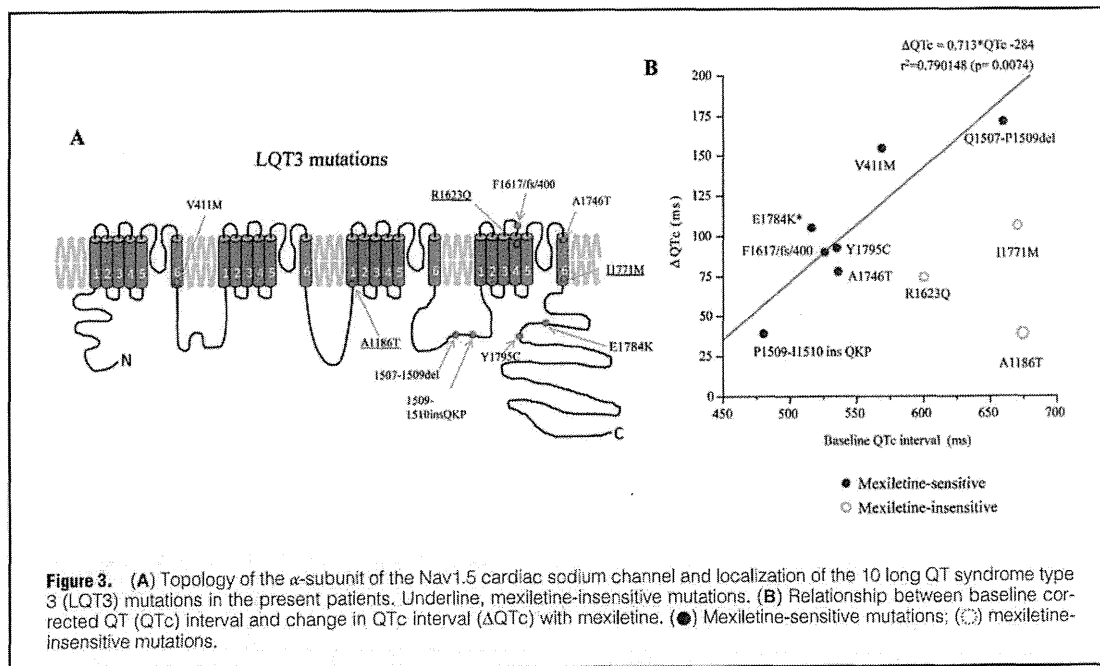 A
LQT3 mutations
V411M
R1623Q
F1617/fs/400
A1746T
1 2 3 4 5 6
1 2 3 4 5 6
1 2 3 4 5 6
1 2 3 4 5 6
I1771M
A1186T
N
1507-1509del
1509-
1510insQKP
Y1795C
E1784K
C
B
ΔQTc = 0,713*QTc -284
r²=0,790148 (p= 0.0074)
200
175
150
125
100
75
50
25
0
ΔQTc (ms)
Q1507-P1509del
V411M
E1784K*
F1617/fs/400
Y1795C
A1746T
I1771M
R1623Q
A1186T
P1509-I1510 ins QKP
450 500 550 600 650 700
Baseline QTc interval (ms)
Mexiletine-sensitive
Mexiletine-insensitive
Figure 3. (A) Topology of the α-subunit of the Nav1.5 cardiac sodium channel and localization of the 10 long QT syndrome type
3 (LQT3) mutations in the present patients. Underline, mexiletine-insensitive mutations. (B) Relationship between baseline cor-
rected QT (QTc) interval and change in QTc interval (ΔQTc) with mexiletine. (●) Mexiletine-sensitive mutations; (◌) mexiletine-
insensitive mutations.